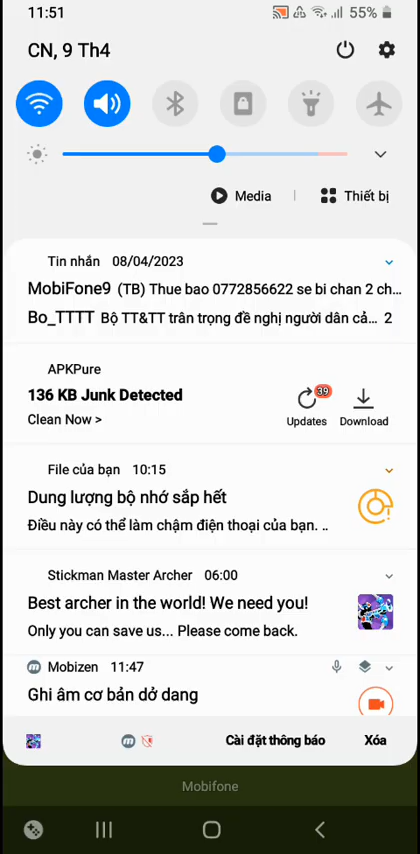 11:51
55%
CN, 9 Th4
Media
Thiết bị
Tin nhắn 08/04/2023
MobiFone9 (TB) Thue bao 0772856622 se bi chan 2 ch...
Bo_TTTT Bộ TT&TT trân trọng đề nghị người dân cả... 2
APKPure
136 KB Junk Detected
Clean Now >
39
Updates
Download
File của bạn 10:15
Dung lượng bộ nhớ sắp hết
Điều này có thể làm chậm điện thoại của bạn. ..
Stickman Master Archer 06:00
Best archer in the world! We need you!
Only you can save us... Please come back.
Mobizen 11:47
Ghi âm cơ bản dở dang
Cài đặt thông báo
Xóa
Mobifone